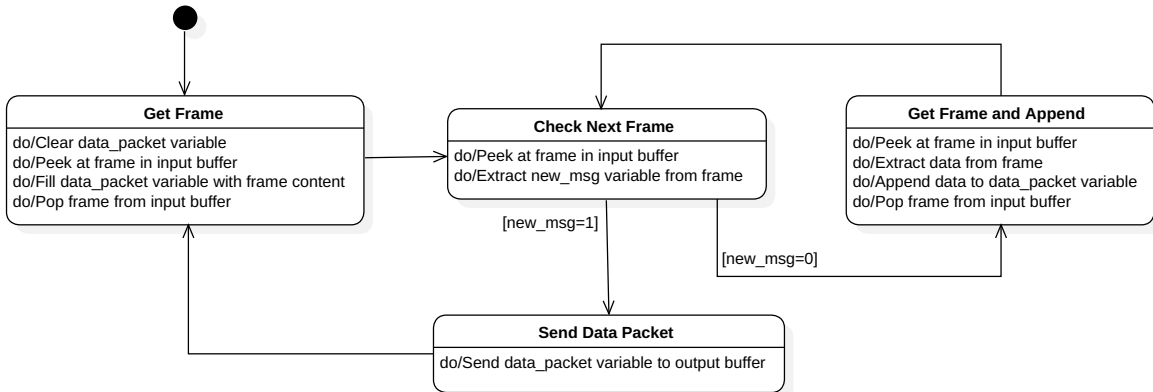 Get Frame
do/Clear data_packet variable
do/Peek at frame in input buffer
do/Fill data_packet variable with frame content
do/Pop frame from input buffer
Check Next Frame
do/Peek at frame in input buffer
do/Extract new_msg variable from frame
Get Frame and Append
do/Peek at frame in input buffer
do/Extract data from frame
do/Append data to data_packet variable
do/Pop frame from input buffer
[new_msg=1]
[new_msg=0]
Send Data Packet
do/Send data_packet variable to output buffer